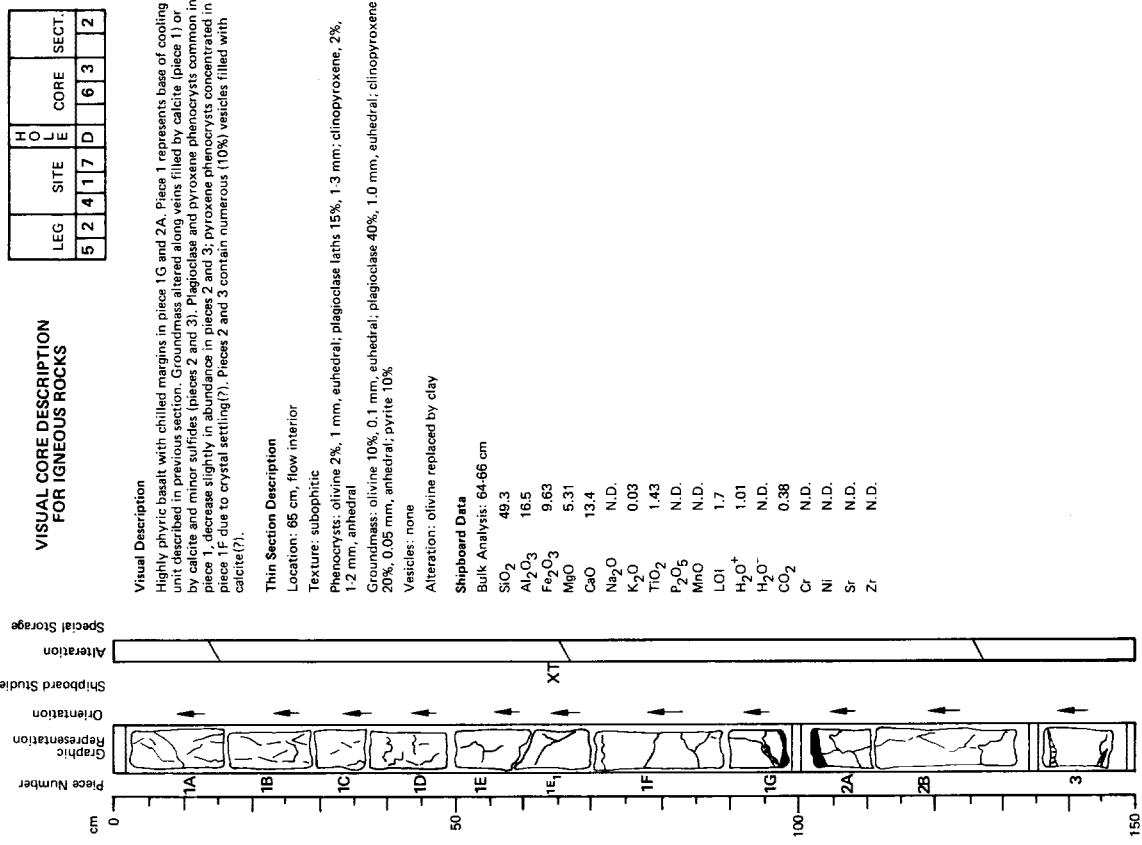 VISUAL CORE DESCRIPTION
FOR IGNEOUS ROCKS
LEG SITE HOLE CORE SECT.
5 2 4 1 7 D 6 3 2
cm
Piece Number
Graphic
Representation
Orientation
Shipboard Studie
Alteration
Special Storage
0
50
100
150
1A
1B
1C
1D
1E
1E1
1F
1G
2A
2B
3
XT
Visual Description
Highly phyric basalt with chilled margins in piece 1G and 2A. Piece 1 represents base of cooling
unit described in previous section. Groundmass altered along veins filled by calcite (piece 1) or
by calcite and minor sulfides (pieces 2 and 3). Plagioclase and pyroxene phenocrysts common in
piece 1, decrease slightly in abundance in pieces 2 and 3; pyroxene phenocrysts concentrated in
piece 1F due to crystal settling(?). Pieces 2 and 3 contain numerous (10%) vesicles filled with
calcite(?).
Thin Section Description
Location: 65 cm, flow interior
Texture: subophitic
Phenocrysts: olivine 2%, 1 mm, euhedral; plagioclase laths 15%, 1-3 mm; clinopyroxene, 2%,
1-2 mm, anhedral
Groundmass: olivine 10%, 0.1 mm, euhedral; plagioclase 40%, 1.0 mm, euhedral; clinopyroxene
20%, 0.05 mm, anhedral; pyrite 10%
Vesicles: none
Alteration: olivine replaced by clay
Shipboard Data
Bulk Analysis: 64-66 cm
SiO2 49.3
Al2O3 16.5
Fe2O3 9.63
MgO 5.31
CaO 13.4
Na2O N.D.
K2O 0.03
TiO2 1.43
P2O5 N.D.
MnO N.D.
LOI 1.7
H2O+ 1.01
H2O- N.D.
CO2 0.38
Cr N.D.
Ni N.D.
Sr N.D.
Zr N.D.